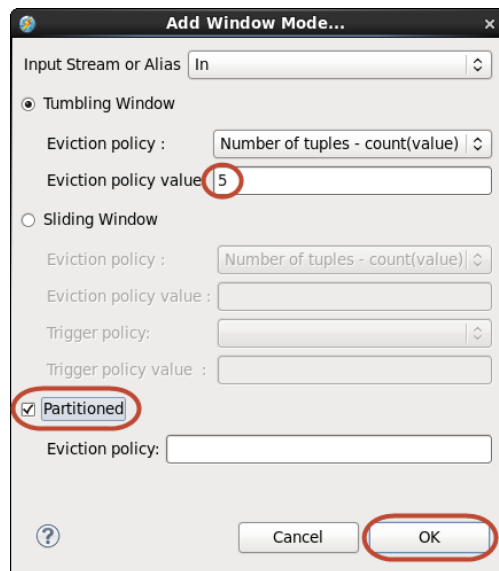 Add Window Mode...
Input Stream or Alias In
Tumbling Window
Eviction policy : Number of tuples - count(value)
Eviction policy value 5
Sliding Window
Eviction policy : Number of tuples - count(value)
Eviction policy value :
Trigger policy:
Trigger policy value :
Partitioned
Eviction policy:
? Cancel OK